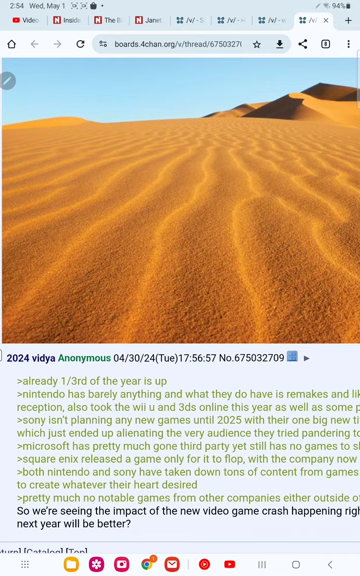 2:54 Wed, May 1
94%
Video
Inside
The B
Janet
/v/ - S
/v/ -
/v/ -
/v/
boards.4chan.org/v/thread/6750327
8
2024 vidya Anonymous 04/30/24(Tue)17:56:57 No.675032709
>already 1/3rd of the year is up
>nintendo has barely anything and what they do have is remakes and lik
reception, also took the wii u and 3ds online this year as well as some p
>sony isn't planning any new games until 2025 with their one big new ti
which just ended up alienating the very audience they tried pandering to
>microsoft has pretty much gone third party yet still has no games to s
>square enix released a game only for it to flop, with the company now
>both nintendo and sony have taken down tons of content from games
to create whatever their heart desired
>pretty much no notable games from other companies either outside of
So we're seeing the impact of the new video game crash happening righ
next year will be better?
eturn] [Catalog] [Top]